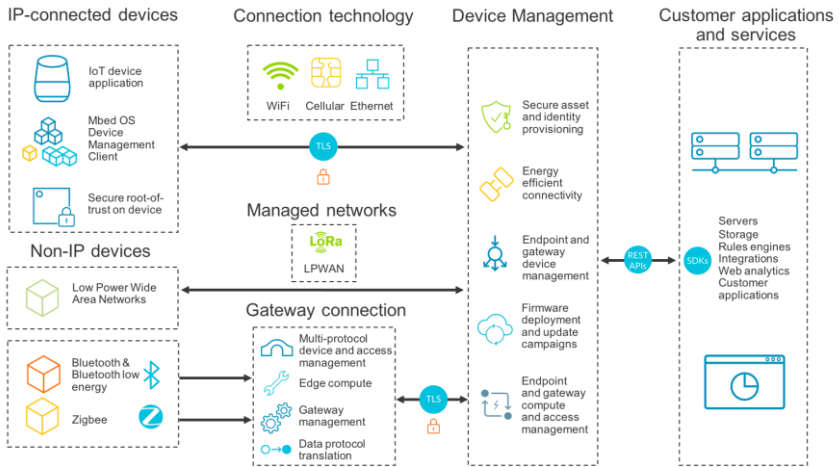 IP-connected devices
IoT device
application
Mbed OS
Device
Management
Client
Secure root-of-
trust on device
Non-IP devices
Low Power Wide
Area Networks
Bluetooth &
Bluetooth low
energy
Zigbee
Connection technology
WiFi
Cellular
Ethernet
TLS
Managed networks
LoRa
LPWAN
Gateway connection
Multi-protocol
device and access
management
Edge compute
Gateway
management
Data protocol
translation
TLS
Device Management
Secure asset
and identity
provisioning
Energy
efficient
connectivity
Endpoint and
gateway
device
management
Firmware
deployment
and update
campaigns
Endpoint
and gateway
compute
and access
management
REST
APIs
Customer applications
and services
SDKs
Servers
Storage
Rules engines
Integrations
Web analytics
Customer
applications